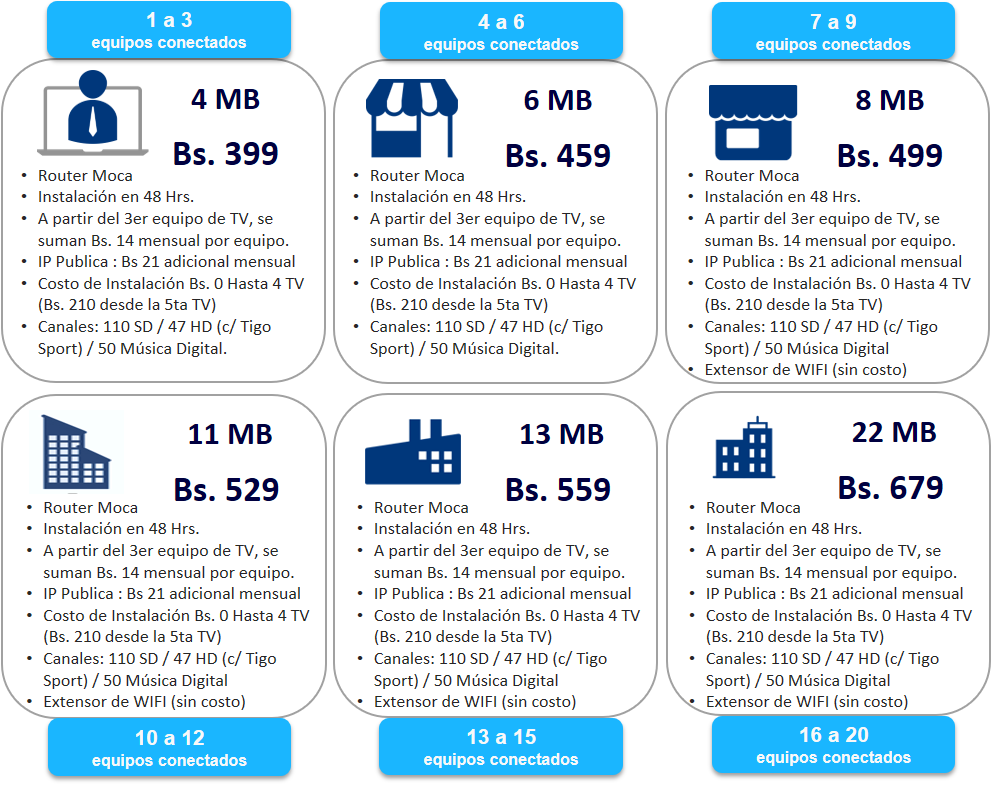 1 a 3
equipos conectados
4 MB
Bs. 399
• Router Moca
• Instalación en 48 Hrs.
• A partir del 3er equipo de TV, se
suman Bs. 14 mensual por equipo.
• IP Publica : Bs 21 adicional mensual
• Costo de Instalación Bs. 0 Hasta 4 TV
(Bs. 210 desde la 5ta TV)
• Canales: 110 SD / 47 HD (c/ Tigo
Sport) / 50 Música Digital.
4 a 6
equipos conectados
6 MB
Bs. 459
• Router Moca
• Instalación en 48 Hrs.
• A partir del 3er equipo de TV, se
suman Bs. 14 mensual por equipo.
• IP Publica : Bs 21 adicional mensual
• Costo de Instalación Bs. 0 Hasta 4 TV
(Bs. 210 desde la 5ta TV)
• Canales: 110 SD / 47 HD (c/ Tigo
Sport) / 50 Música Digital.
7 a 9
equipos conectados
8 MB
Bs. 499
• Router Moca
• Instalación en 48 Hrs.
• A partir del 3er equipo de TV, se
suman Bs. 14 mensual por equipo.
• IP Publica : Bs 21 adicional mensual
• Costo de Instalación Bs. 0 Hasta 4 TV
(Bs. 210 desde la 5ta TV)
• Canales: 110 SD / 47 HD (c/ Tigo
Sport) / 50 Música Digital
• Extensor de WIFI (sin costo)
11 MB
Bs. 529
• Router Moca
• Instalación en 48 Hrs.
• A partir del 3er equipo de TV, se
suman Bs. 14 mensual por equipo.
• IP Publica : Bs 21 adicional mensual
• Costo de Instalación Bs. 0 Hasta 4 TV
(Bs. 210 desde la 5ta TV)
• Canales: 110 SD / 47 HD (c/ Tigo
Sport) / 50 Música Digital
• Extensor de WIFI (sin costo)
10 a 12
equipos conectados
13 MB
Bs. 559
• Router Moca
• Instalación en 48 Hrs.
• A partir del 3er equipo de TV, se
suman Bs. 14 mensual por equipo.
• IP Publica : Bs 21 adicional mensual
• Costo de Instalación Bs. 0 Hasta 4 TV
(Bs. 210 desde la 5ta TV)
• Canales: 110 SD / 47 HD (c/ Tigo
Sport) / 50 Música Digital
• Extensor de WIFI (sin costo)
13 a 15
equipos conectados
22 MB
Bs. 679
• Router Moca
• Instalación en 48 Hrs.
• A partir del 3er equipo de TV, se
suman Bs. 14 mensual por equipo.
• IP Publica : Bs 21 adicional mensual
• Costo de Instalación Bs. 0 Hasta 4 TV
(Bs. 210 desde la 5ta TV)
• Canales: 110 SD / 47 HD (c/ Tigo
Sport) / 50 Música Digital
• Extensor de WIFI (sin costo)
16 a 20
equipos conectados